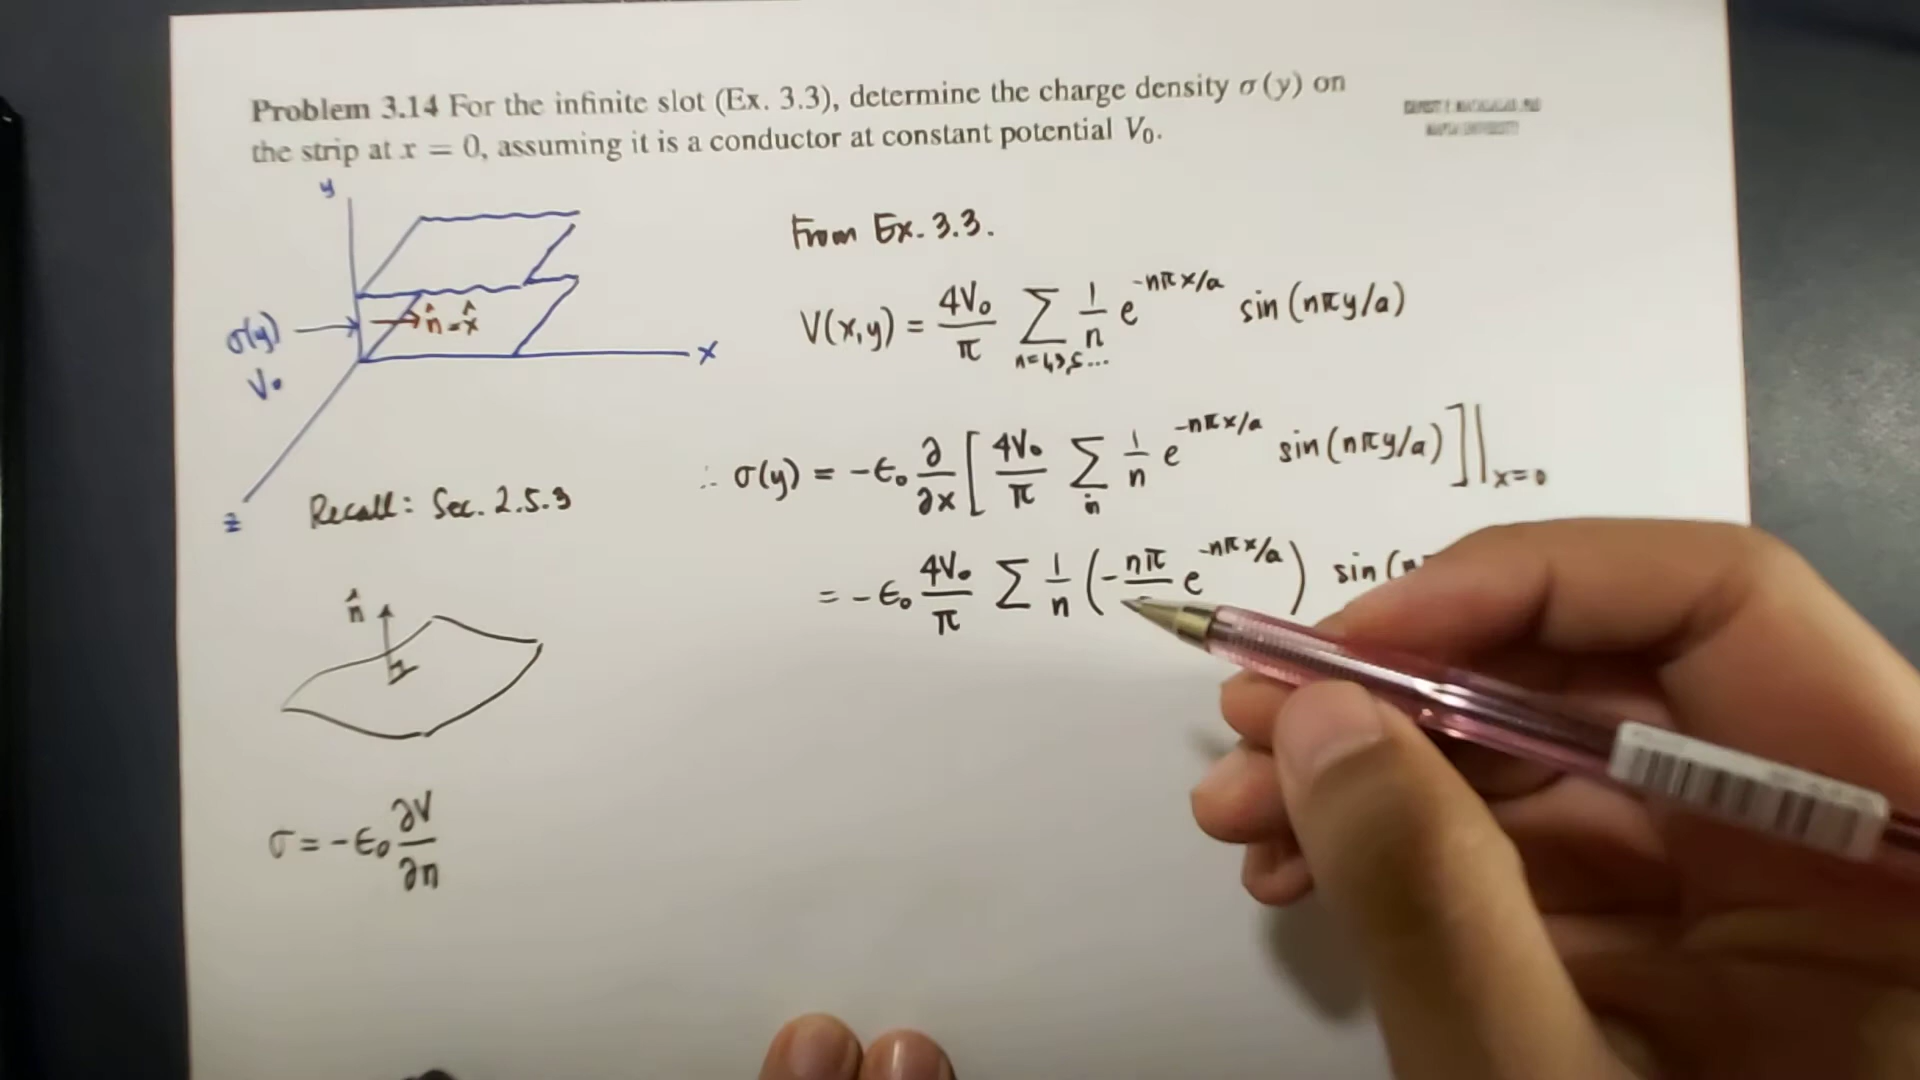 Problem 3.14 For the infinite slot (Ex. 3.3), determine the charge density σ(y) on
the strip at x = 0, assuming it is a conductor at constant potential V₀.
y
σ(y)
V₀
n̂ = x̂
x
z
From Ex. 3.3.
V(x,y) = 4V₀/π ∑ n=1,3,5... 1/n e^(-nπx/a) sin(nπy/a)
∴ σ(y) = -ϵ₀ ∂/∂x [ 4V₀/π ∑ n 1/n e^(-nπx/a) sin(nπy/a) ]|x=0
= -ϵ₀ 4V₀/π ∑ 1/n (-nπ e^(-nπx/a)) sin(
Recall: Sec. 2.5.3
n̂
σ = -ϵ₀ ∂V/∂n